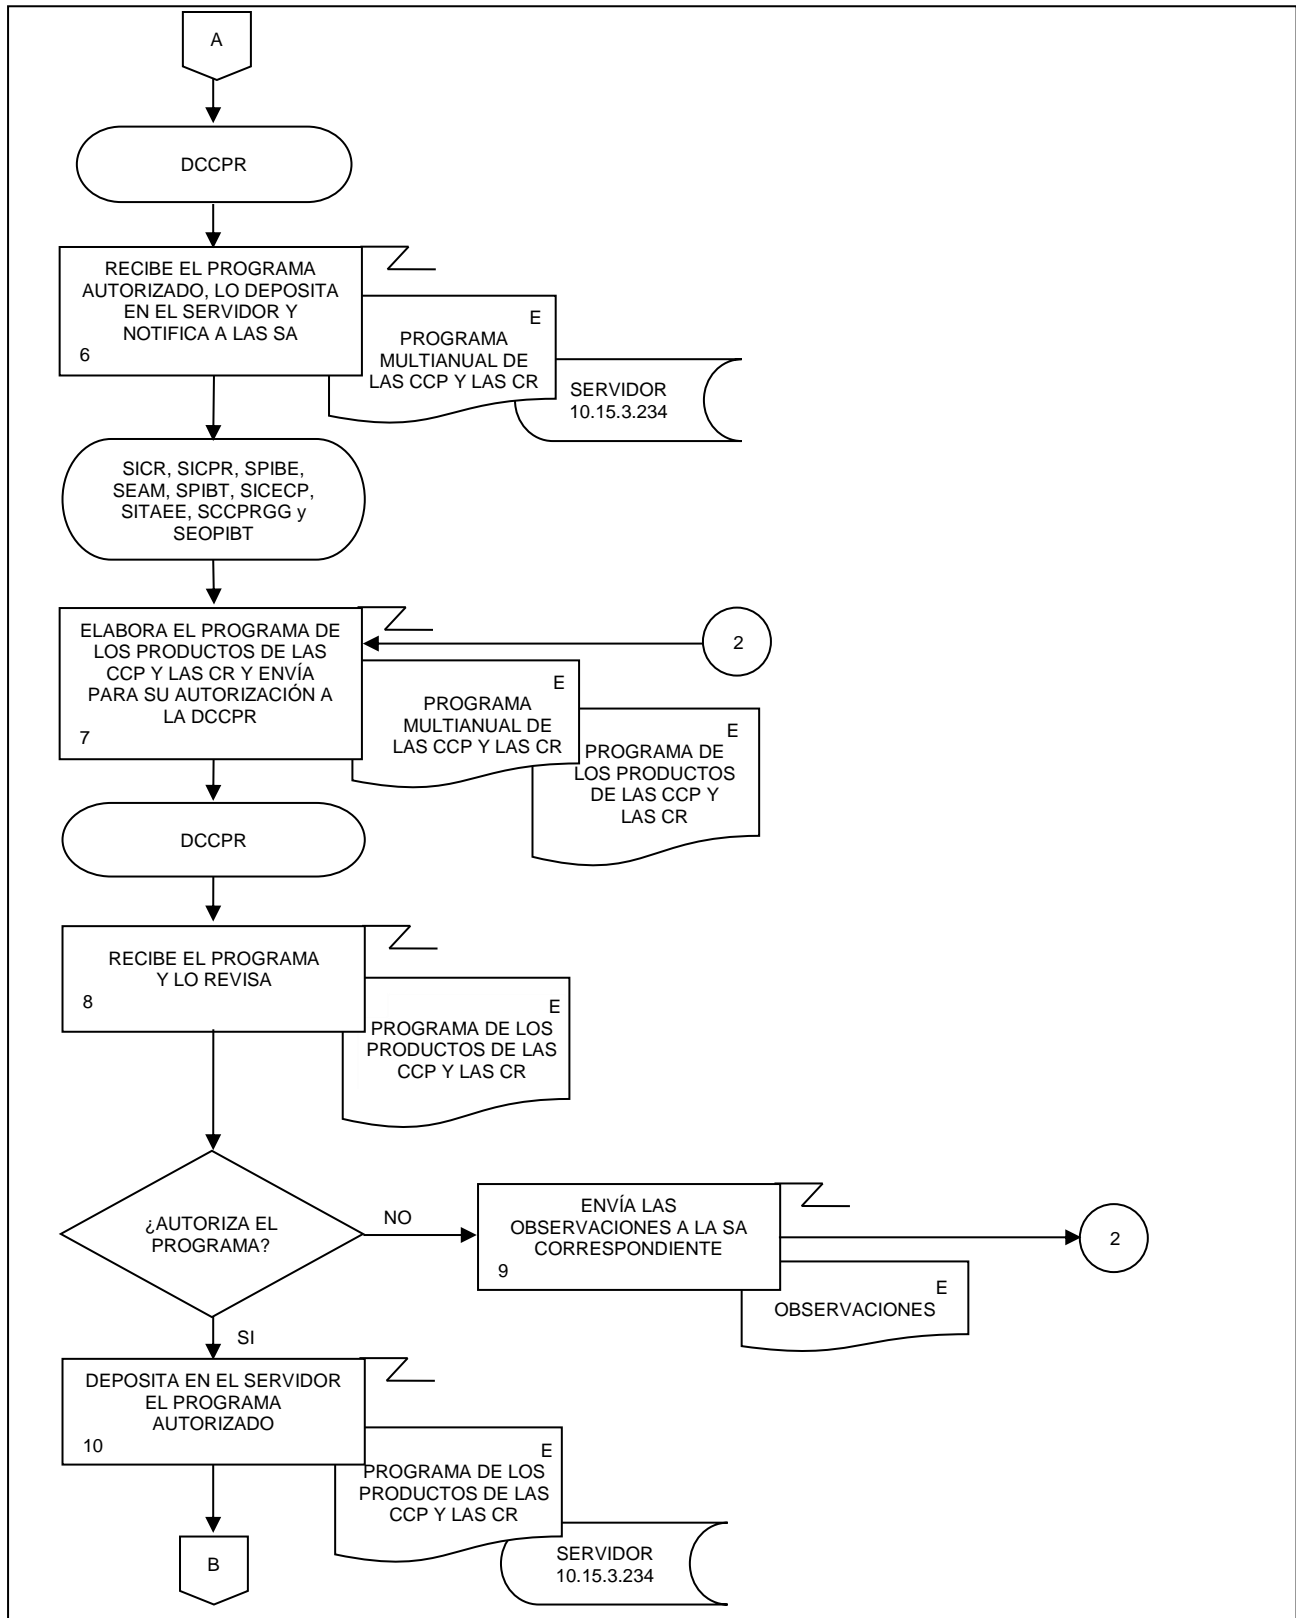 A
DCCPR
RECIBE EL PROGRAMA
AUTORIZADO, LO DEPOSITA
EN EL SERVIDOR Y
NOTIFICA A LAS SA
6
E
PROGRAMA
MULTIANUAL DE
LAS CCP Y LAS CR
SERVIDOR
10.15.3.234
SICR, SICPR, SPIBE,
SEAM, SPIBT, SICECP,
SITAEE, SCCPRGG y
SEOPIBT
ELABORA EL PROGRAMA DE
LOS PRODUCTOS DE LAS
CCP Y LAS CR Y ENVÍA
PARA SU AUTORIZACIÓN A
LA DCCPR
7
2
E
PROGRAMA
MULTIANUAL DE
LAS CCP Y LAS CR
E
PROGRAMA DE
LOS PRODUCTOS
DE LAS CCP Y
LAS CR
DCCPR
RECIBE EL PROGRAMA
Y LO REVISA
8
E
PROGRAMA DE LOS
PRODUCTOS DE LAS
CCP Y LAS CR
¿AUTORIZA EL
PROGRAMA?
NO
ENVÍA LAS
OBSERVACIONES A LA SA
CORRESPONDIENTE
9
2
E
OBSERVACIONES
SI
DEPOSITA EN EL SERVIDOR
EL PROGRAMA
AUTORIZADO
10
E
PROGRAMA DE LOS
PRODUCTOS DE LAS
CCP Y LAS CR
SERVIDOR
10.15.3.234
B